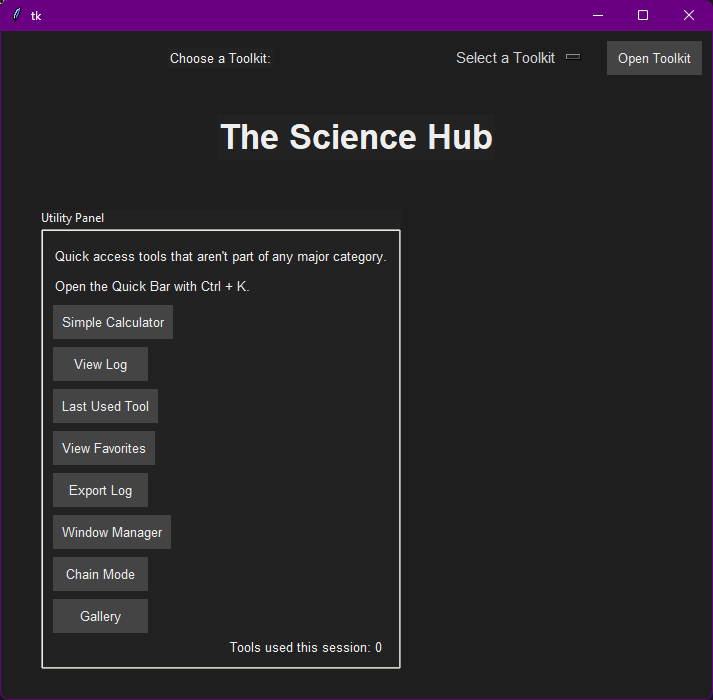 tk
Choose a Toolkit: Select a Toolkit Open Toolkit
The Science Hub
Utility Panel
Quick access tools that aren't part of any major category.
Open the Quick Bar with Ctrl + K.
Simple Calculator
View Log
Last Used Tool
View Favorites
Export Log
Window Manager
Chain Mode
Gallery
Tools used this session: 0